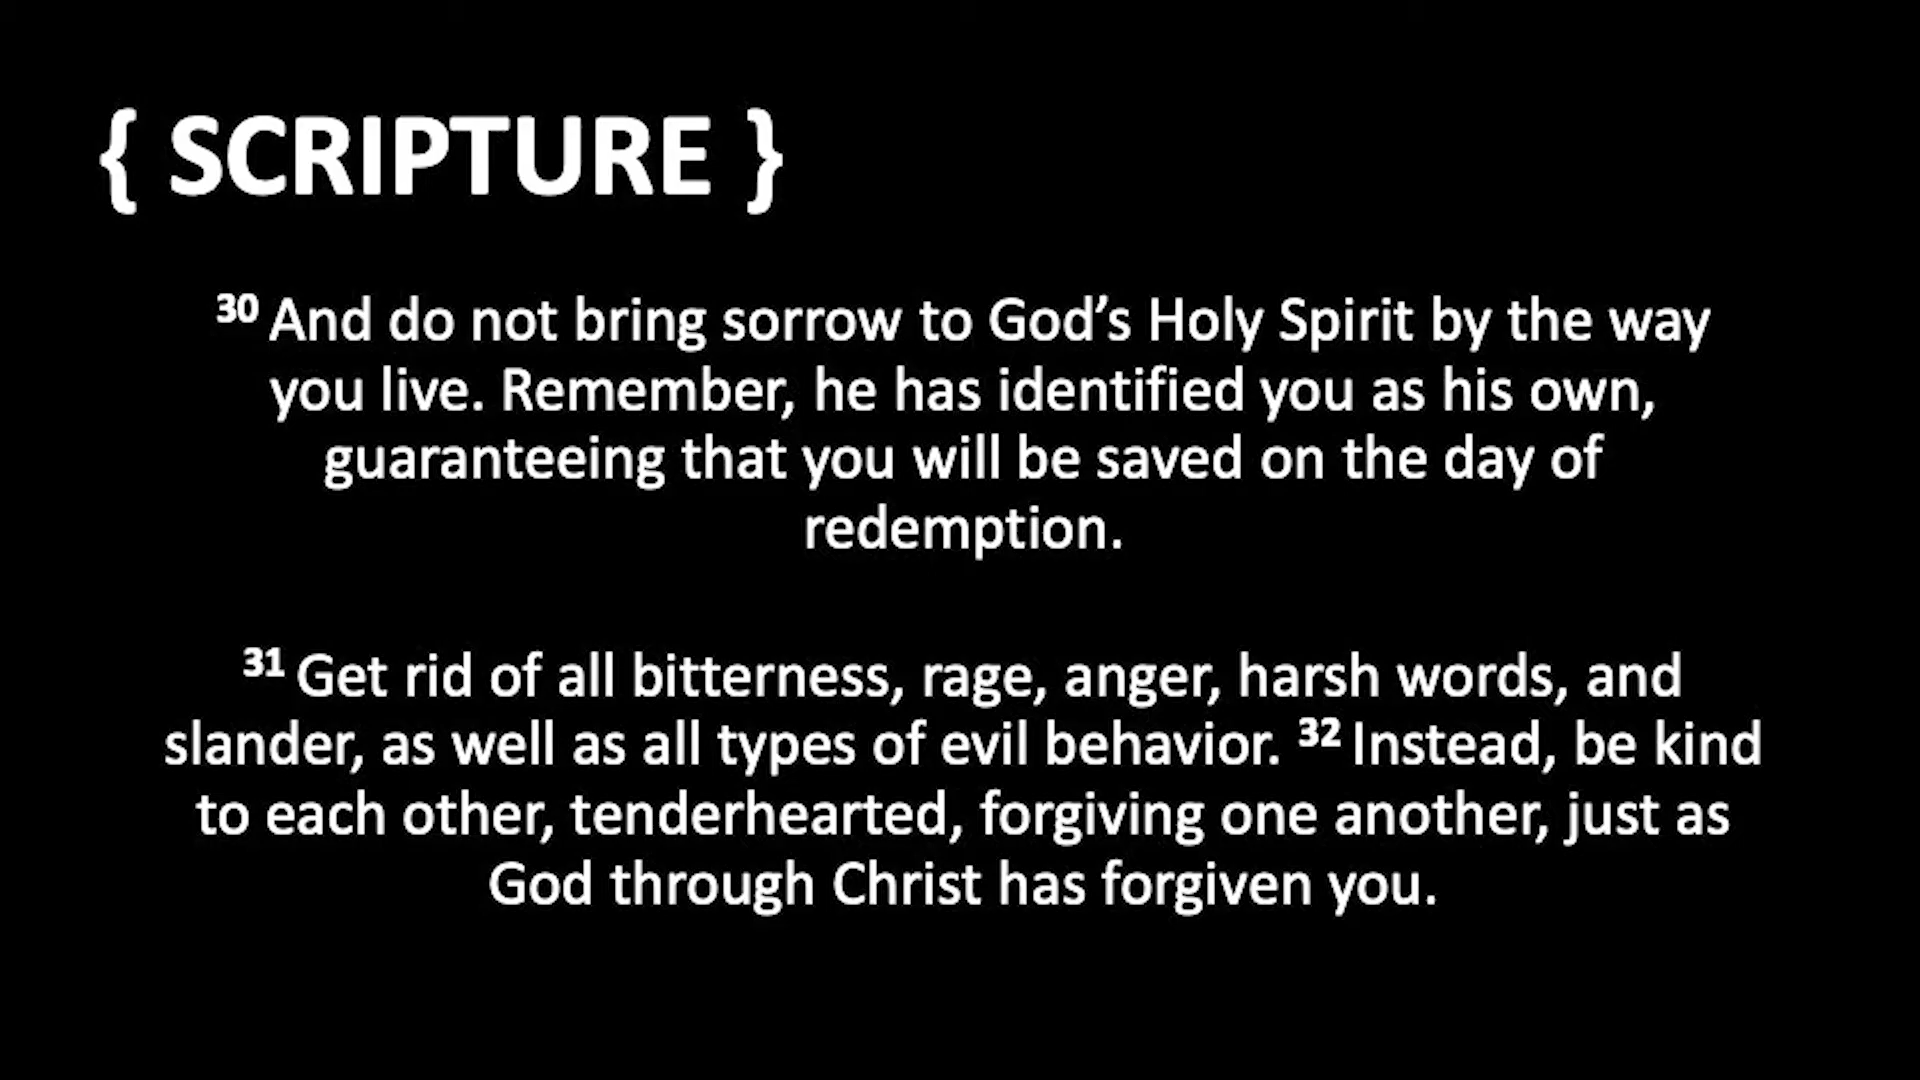 { SCRIPTURE }
30 And do not bring sorrow to God’s Holy Spirit by the way
you live. Remember, he has identified you as his own,
guaranteeing that you will be saved on the day of
redemption.
31 Get rid of all bitterness, rage, anger, harsh words, and
slander, as well as all types of evil behavior. 32 Instead, be kind
to each other, tenderhearted, forgiving one another, just as
God through Christ has forgiven you.